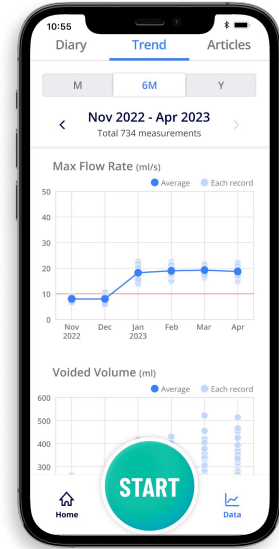 10:55
Diary Trend Articles
M 6M Y
Nov 2022 - Apr 2023
Total 734 measurements
Max Flow Rate (ml/s)
Average Each record
50
40
30
20
10
0
Nov Dec Jan Feb Mar Apr
2022 2023
Voided Volume (ml)
Average Each record
600
500
400
300
START
Home Data